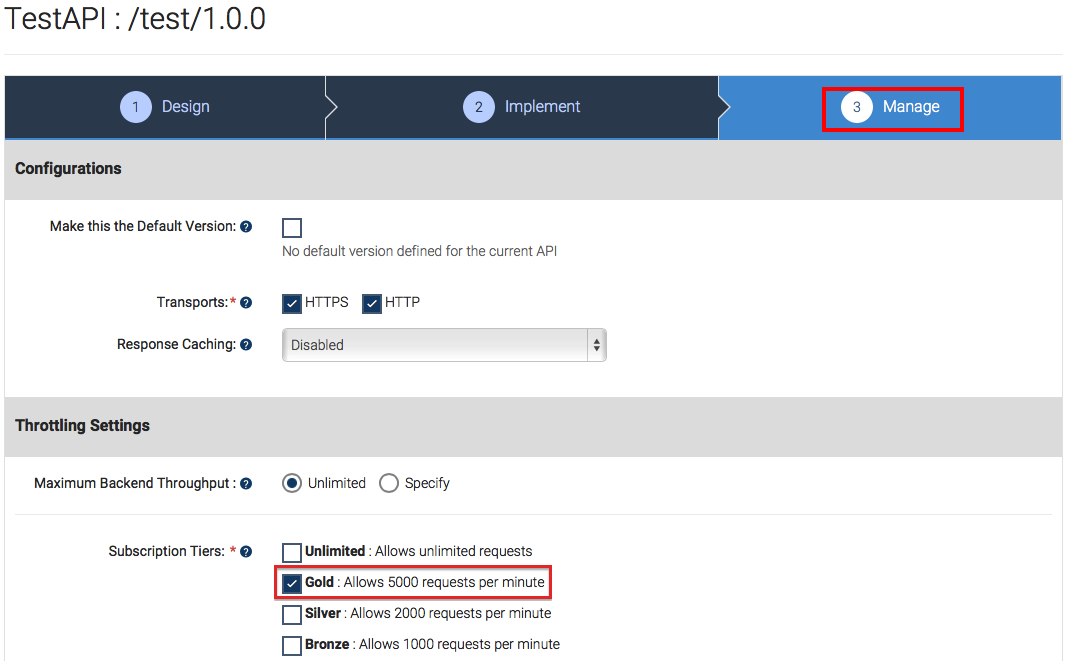 TestAPI : /test/1.0.0
1 Design 2 Implement 3 Manage
Configurations
Make this the Default Version: ?
No default version defined for the current API
Transports:* ? HTTPS HTTP
Response Caching: ? Disabled
Throttling Settings
Maximum Backend Throughput : ? Unlimited Specify
Subscription Tiers: * ? Unlimited : Allows unlimited requests
Gold : Allows 5000 requests per minute
Silver : Allows 2000 requests per minute
Bronze : Allows 1000 requests per minute